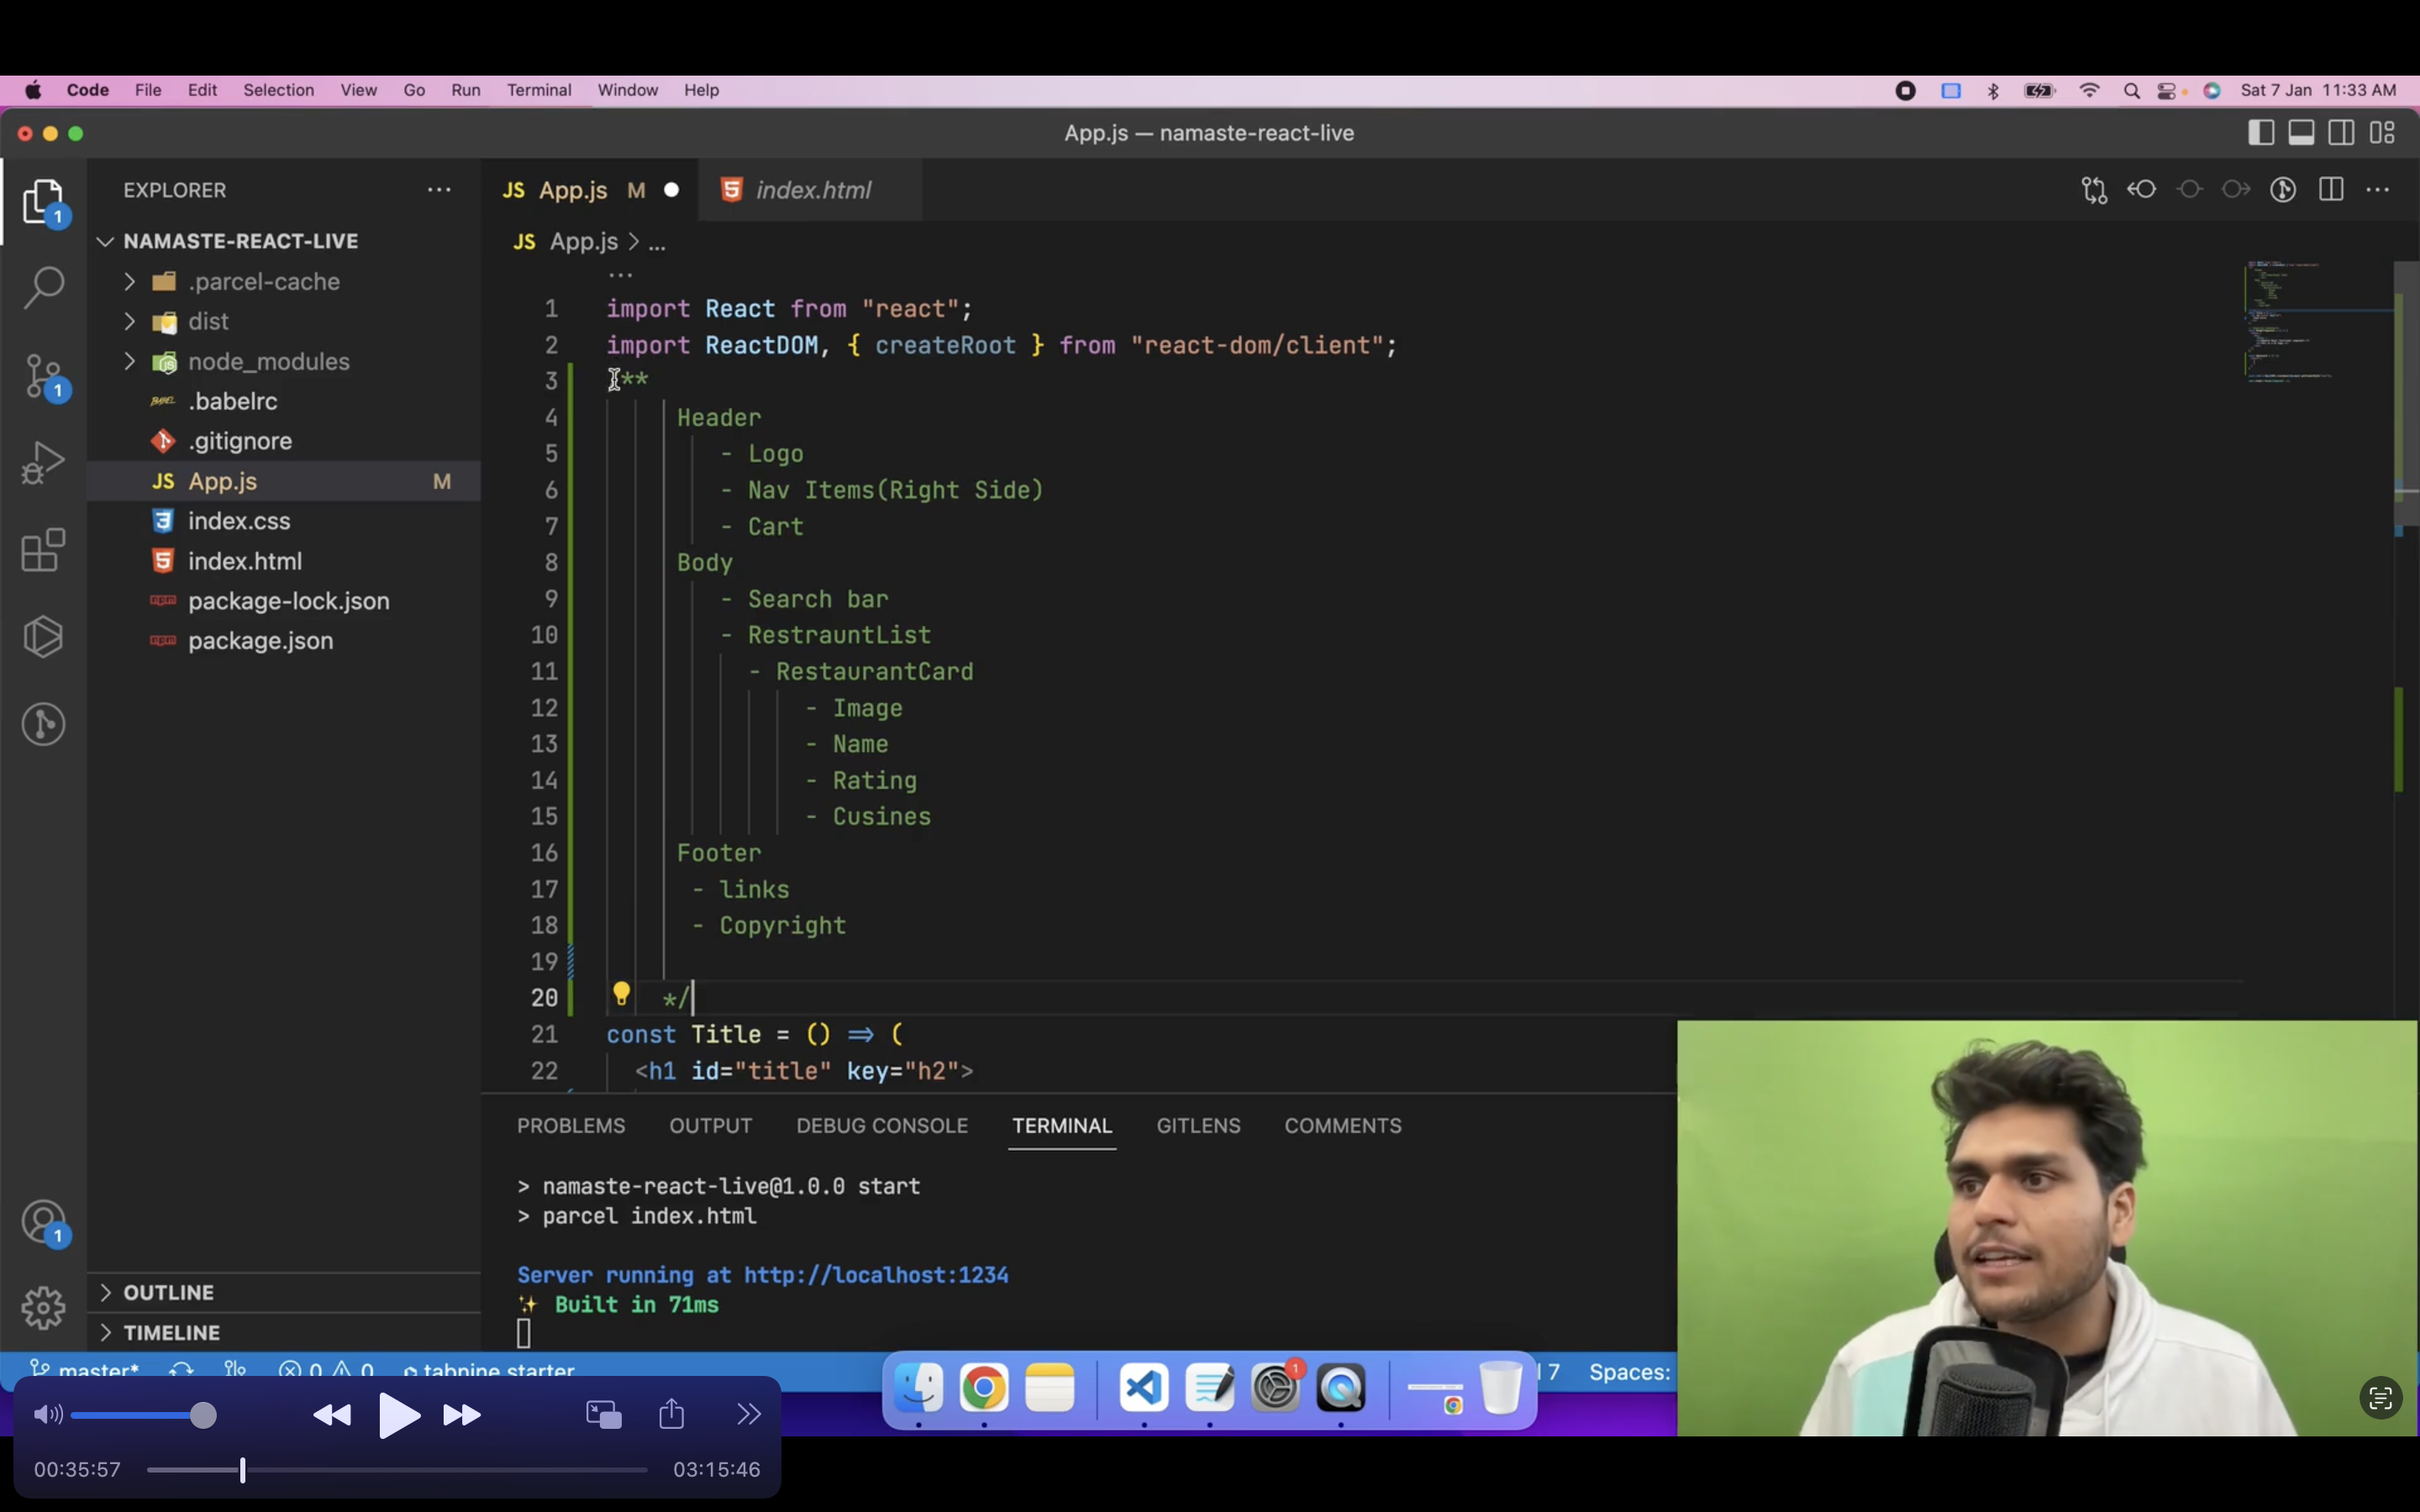 Code File Edit Selection View Go Run Terminal Window Help Sat 7 Jan 11:33 AM
App.js — namaste-react-live
EXPLORER
NAMASTE-REACT-LIVE
.parcel-cache
dist
node_modules
.babelrc
.gitignore
JS App.js M
index.css
index.html
package-lock.json
package.json
OUTLINE
TIMELINE
1
1
1
JS App.js M index.html
JS App.js > ...
...
1 import React from "react";
2 import ReactDOM, { createRoot } from "react-dom/client";
3 /**
4 Header
5 - Logo
6 - Nav Items(Right Side)
7 - Cart
8 Body
9 - Search bar
10 - RestrauntList
11 - RestaurantCard
12 - Image
13 - Name
14 - Rating
15 - Cusines
16 Footer
17 - links
18 - Copyright
19
20 */
21 const Title = () => (
22 <h1 id="title" key="h2">
PROBLEMS OUTPUT DEBUG CONSOLE TERMINAL GITLENS COMMENTS
> namaste-react-live@1.0.0 start
> parcel index.html
Server running at http://localhost:1234
✨ Built in 71ms
master* 0 0 tabnine starter 7 Spaces:
1
00:35:57 03:15:46